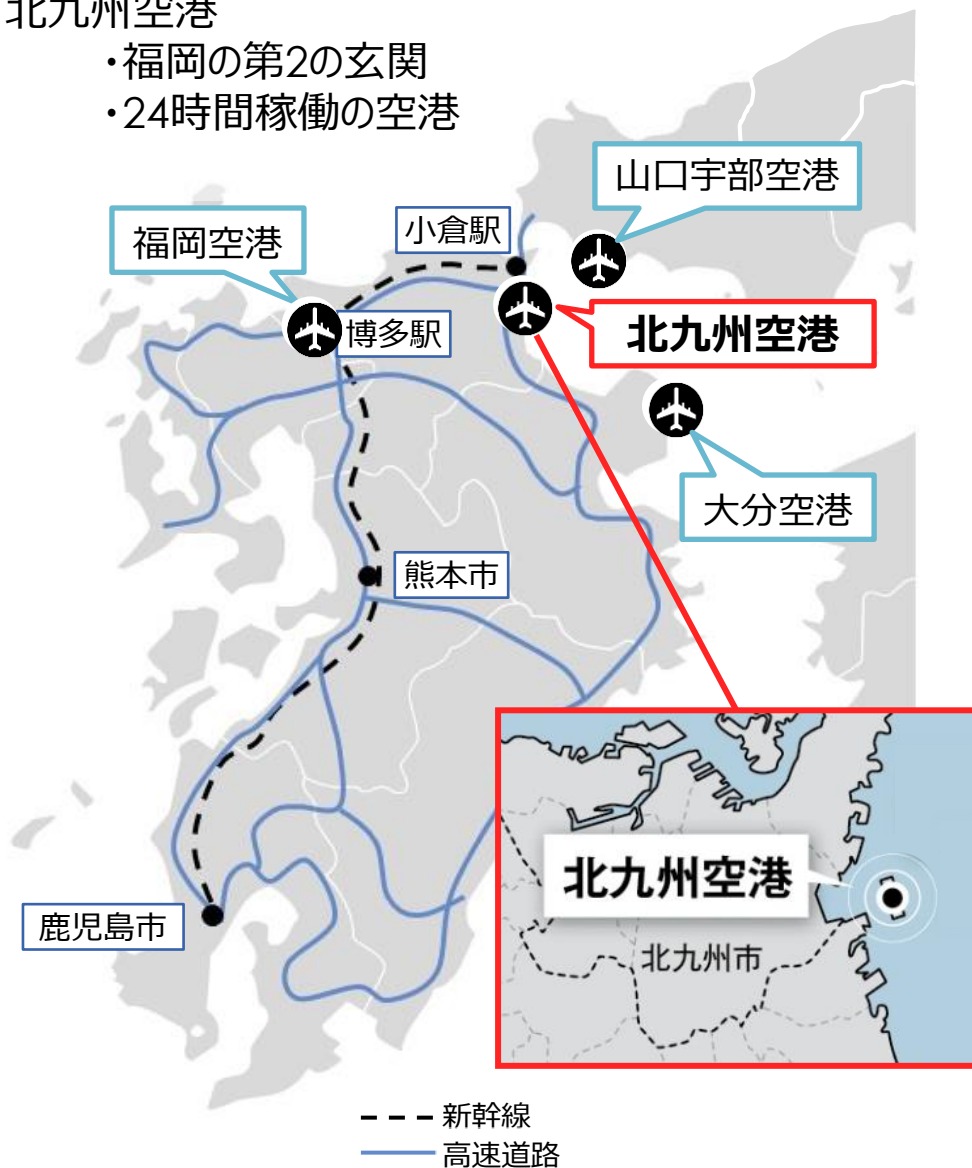 北九州空港
・福岡の第2の玄関
・24時間稼働の空港
山口宇部空港
小倉駅
福岡空港
博多駅
北九州空港
大分空港
熊本市
北九州空港
鹿児島市
北九州市
新幹線
高速道路